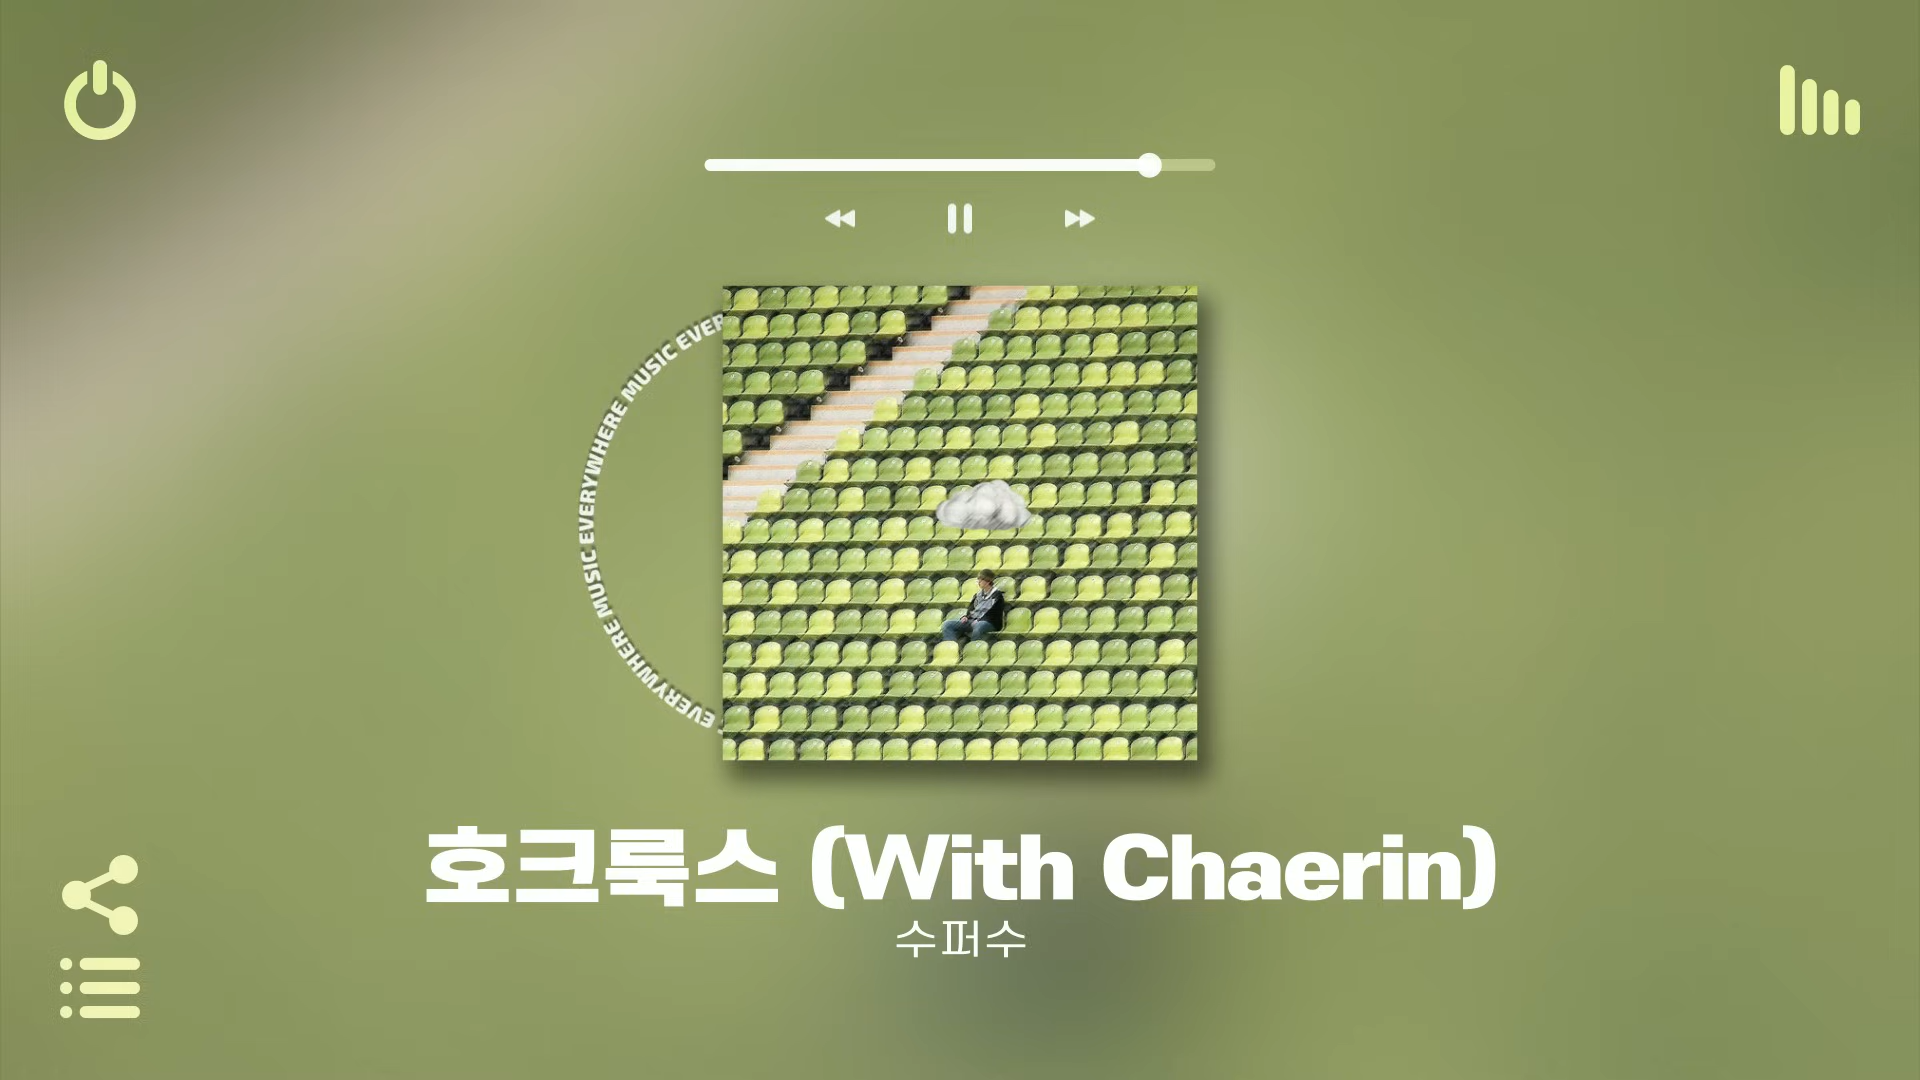 EVERYWHERE MUSIC EVERYWHERE MUSIC EVER
호크룩스 (With Chaerin)
수퍼수